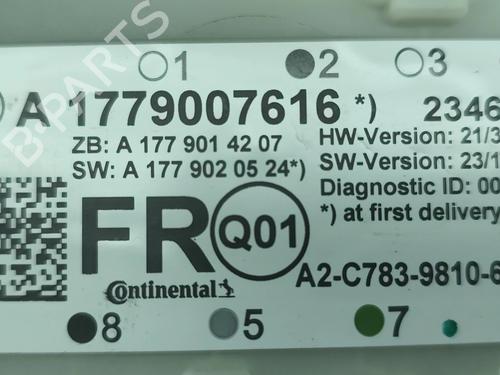 1 2 3
A 1779007616 *) 2346
ZB: A 177 901 42 07 HW-Version: 21/3
SW: A 177 902 05 24*) SW-Version: 23/1
Diagnostic ID: 00
FR Q01 *) at first delivery
Continental A2-C783-9810-6
8 5 7
B-PARTS